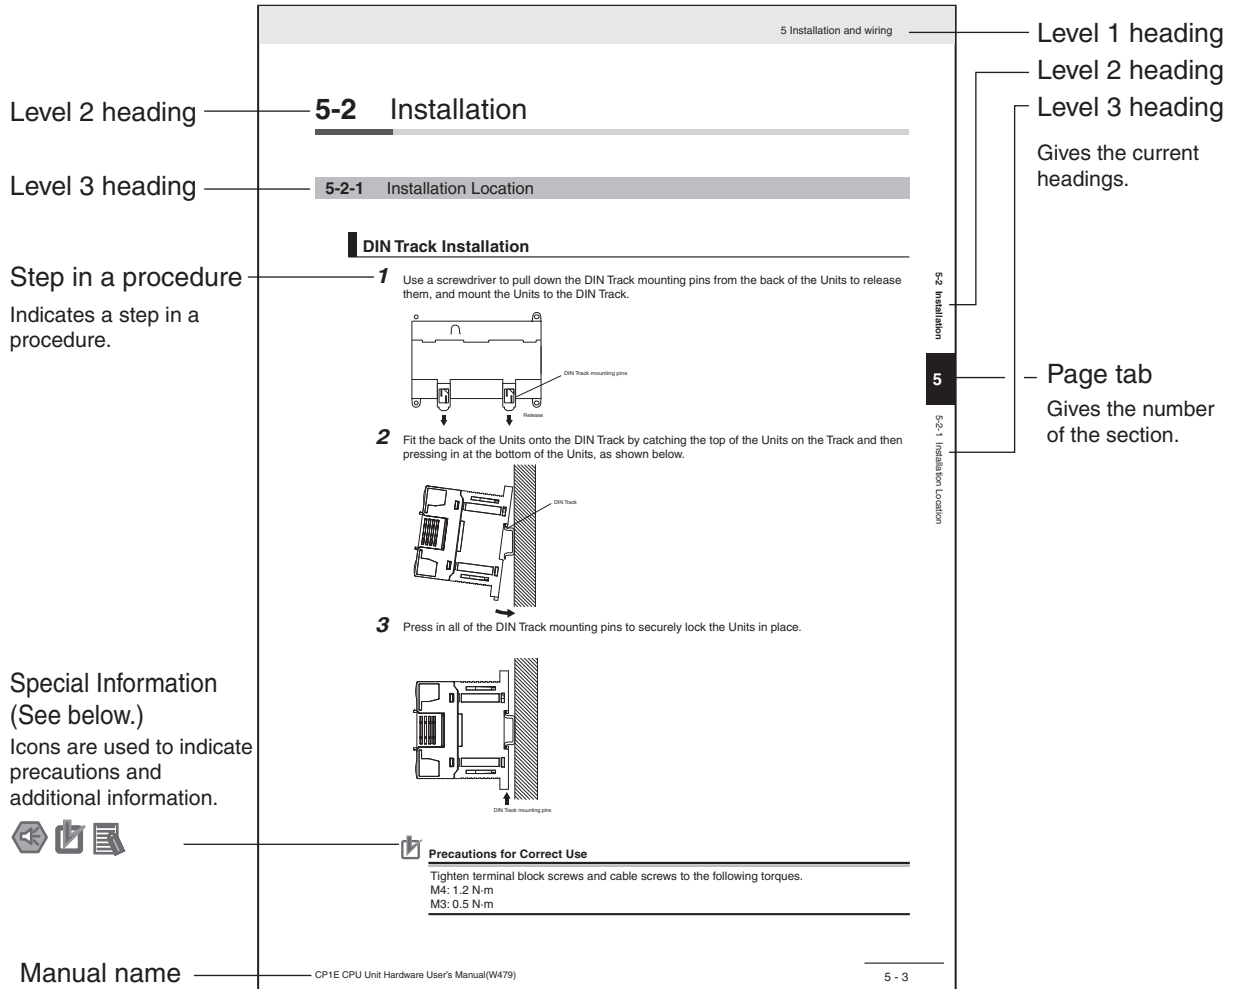 5 Installation and wiring
Level 1 heading
Level 2 heading
Level 3 heading
Gives the current
headings.
Level 2 heading
5-2 Installation
Level 3 heading
5-2-1 Installation Location
DIN Track Installation
Step in a procedure
Indicates a step in a
procedure.
1 Use a screwdriver to pull down the DIN Track mounting pins from the back of the Units to release
them, and mount the Units to the DIN Track.
DIN Track mounting pins
Release
5-2 Installation
5
5-2-1 Installation Location
Page tab
Gives the number
of the section.
2 Fit the back of the Units onto the DIN Track by catching the top of the Units on the Track and then
pressing in at the bottom of the Units, as shown below.
DIN Track
3 Press in all of the DIN Track mounting pins to securely lock the Units in place.
DIN Track mounting pins
Special Information
(See below.)
Icons are used to indicate
precautions and
additional information.
Precautions for Correct Use
Tighten terminal block screws and cable screws to the following torques.
M4: 1.2 N·m
M3: 0.5 N·m
Manual name
CP1E CPU Unit Hardware User's Manual(W479)
5 - 3